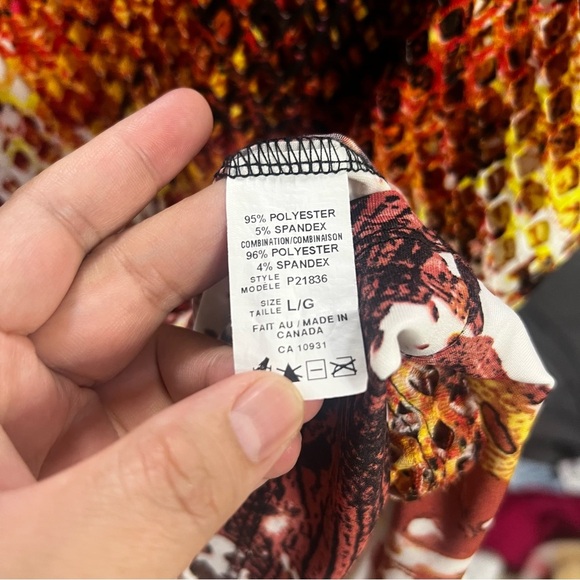 95% POLYESTER
5% SPANDEX
COMBINATION/COMBINAISON
96% POLYESTER
4% SPANDEX
STYLE
MODELE P21836
SIZE
TAILLE L/G
FAIT AU / MADE IN
CANADA
CA 10931